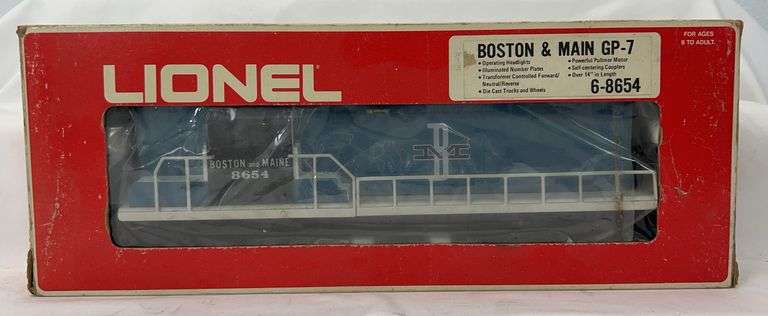 LIONEL
BOSTON & MAIN GP-7
• Operating Headlights
• Illuminated Number Plates
• Transformer Controlled Forward/
Neutral/Reverse
• Die Cast Trucks and Wheels
• Powerful Pullmor Motor
• Self-centering Couplers
• Over 14" in Length
6-8654
FOR AGES
8 TO ADULT.
BOSTON and MAINE
8654
BM